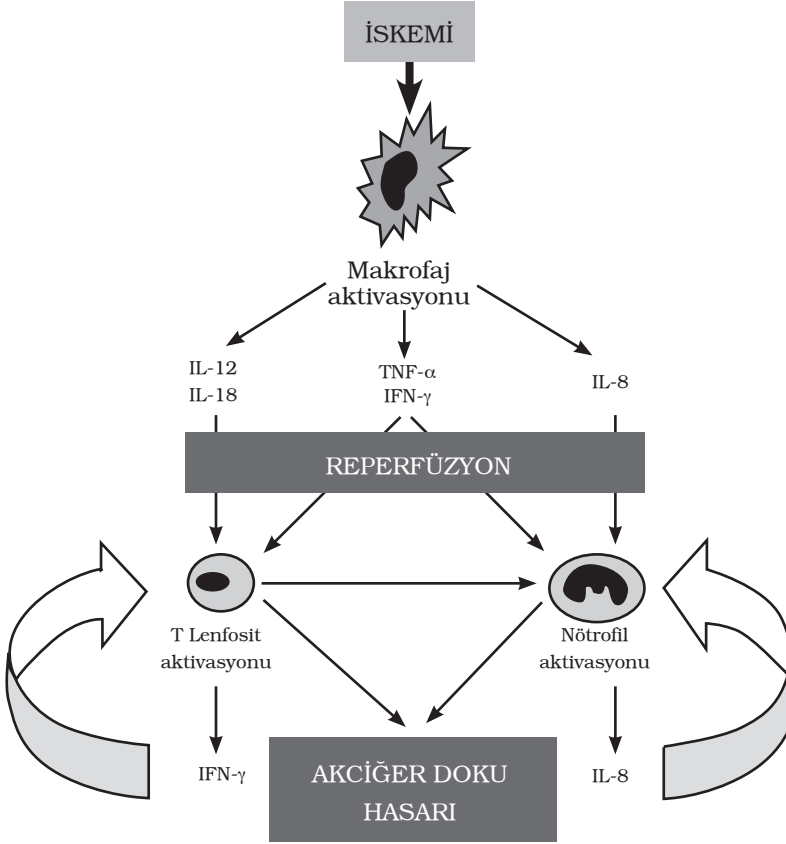 İSKEMİ
Makrofaj
aktivasyonu
IL-12
IL-18
TNF-α
IFN-γ
IL-8
REPERFÜZYON
T Lenfosit
aktivasyonu
Nötrofil
aktivasyonu
IFN-γ
AKCİĞER DOKU
HASARI
IL-8